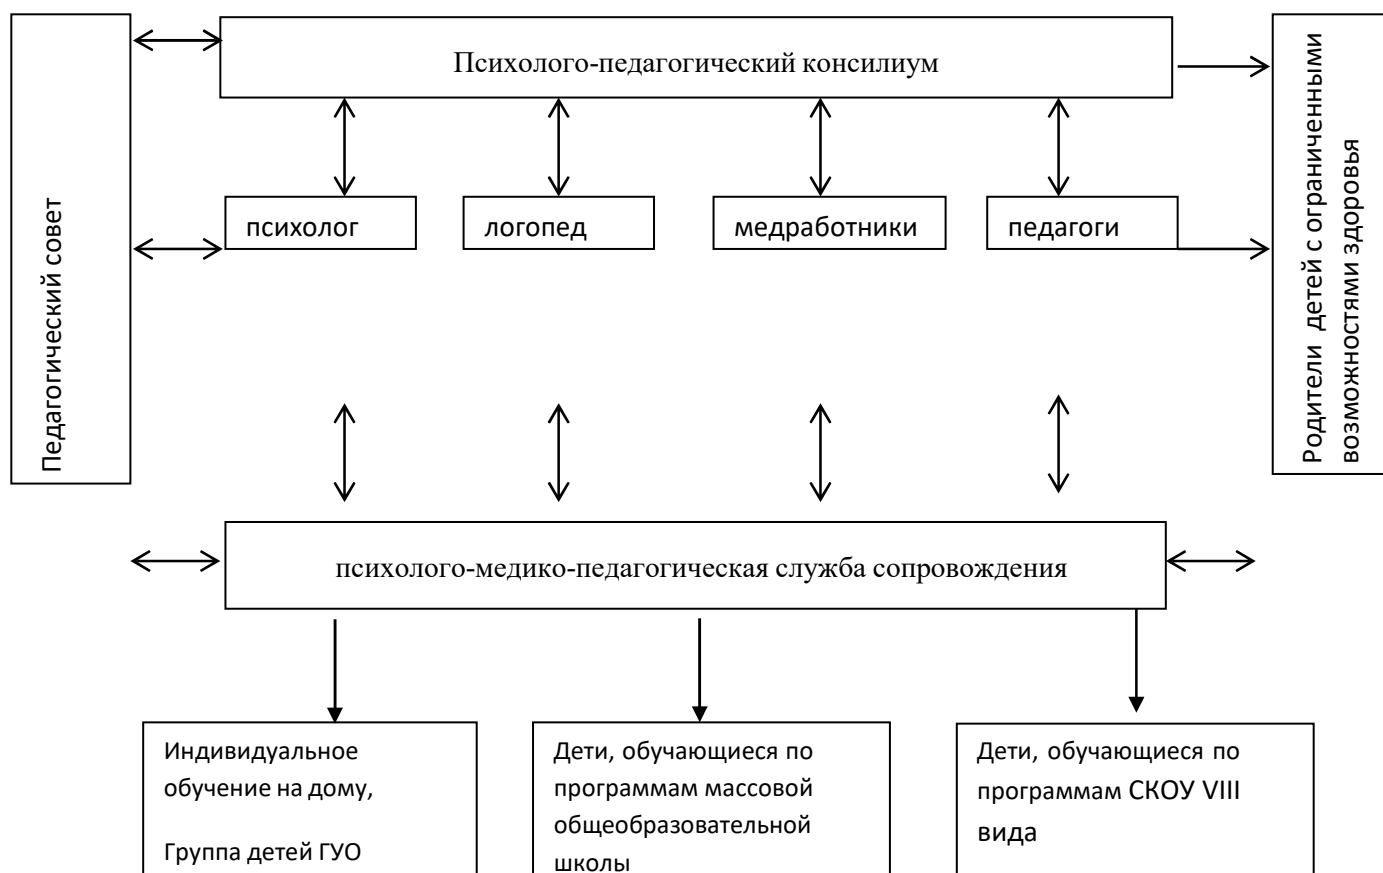 Психолого-педагогический консилиум
Педагогический совет
Родители детей с ограниченными
возможностями здоровья
психолог
логопед
медработники
педагоги
психолого-медико-педагогическая служба сопровождения
Индивидуальное
обучение на дому,
Группа детей ГУО
Дети, обучающиеся по
программам массовой
общеобразовательной
школы
Дети, обучающиеся по
программам СКОУ VIII
вида